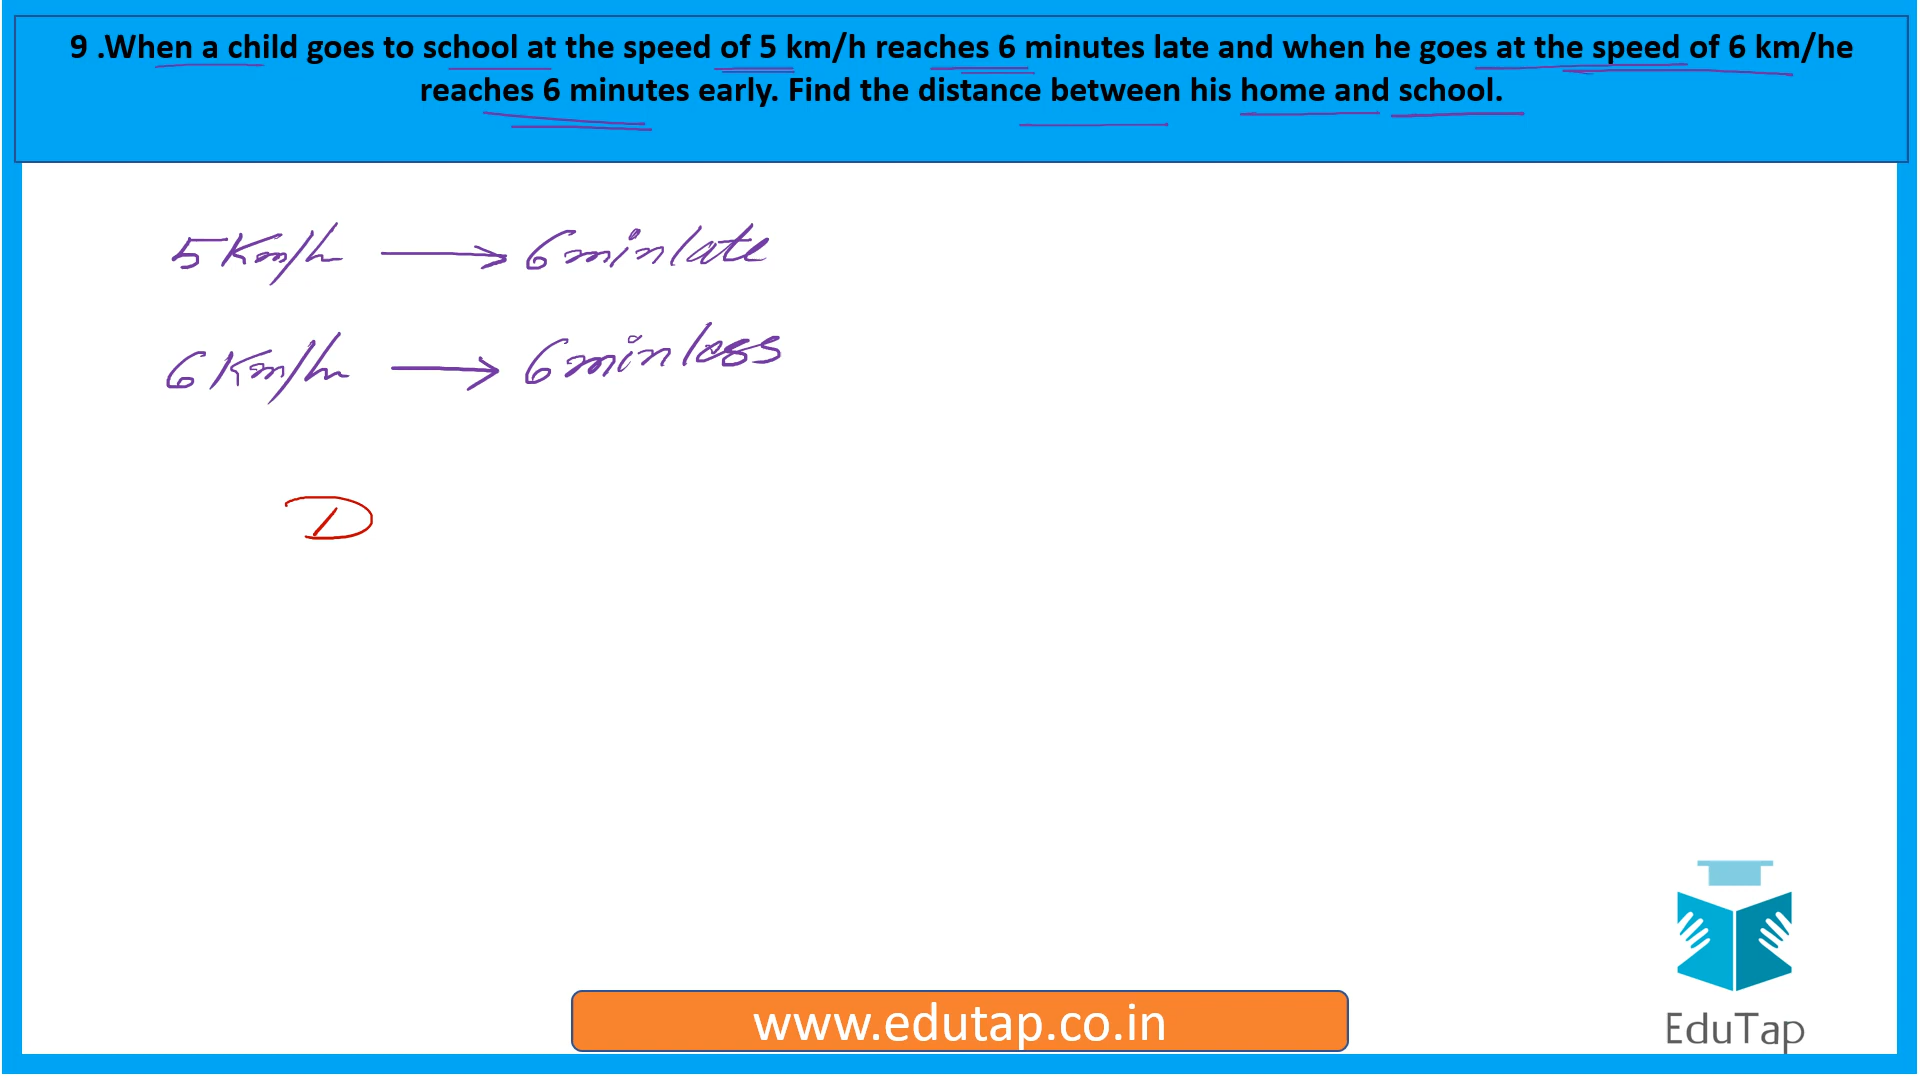 9 .When a child goes to school at the speed of 5 km/h reaches 6 minutes late and when he goes at the speed of 6 km/he
reaches 6 minutes early. Find the distance between his home and school.
5 Km/h → 6 min late
6 Km/h → 6 min less
D
www.edutap.co.in
EduTap